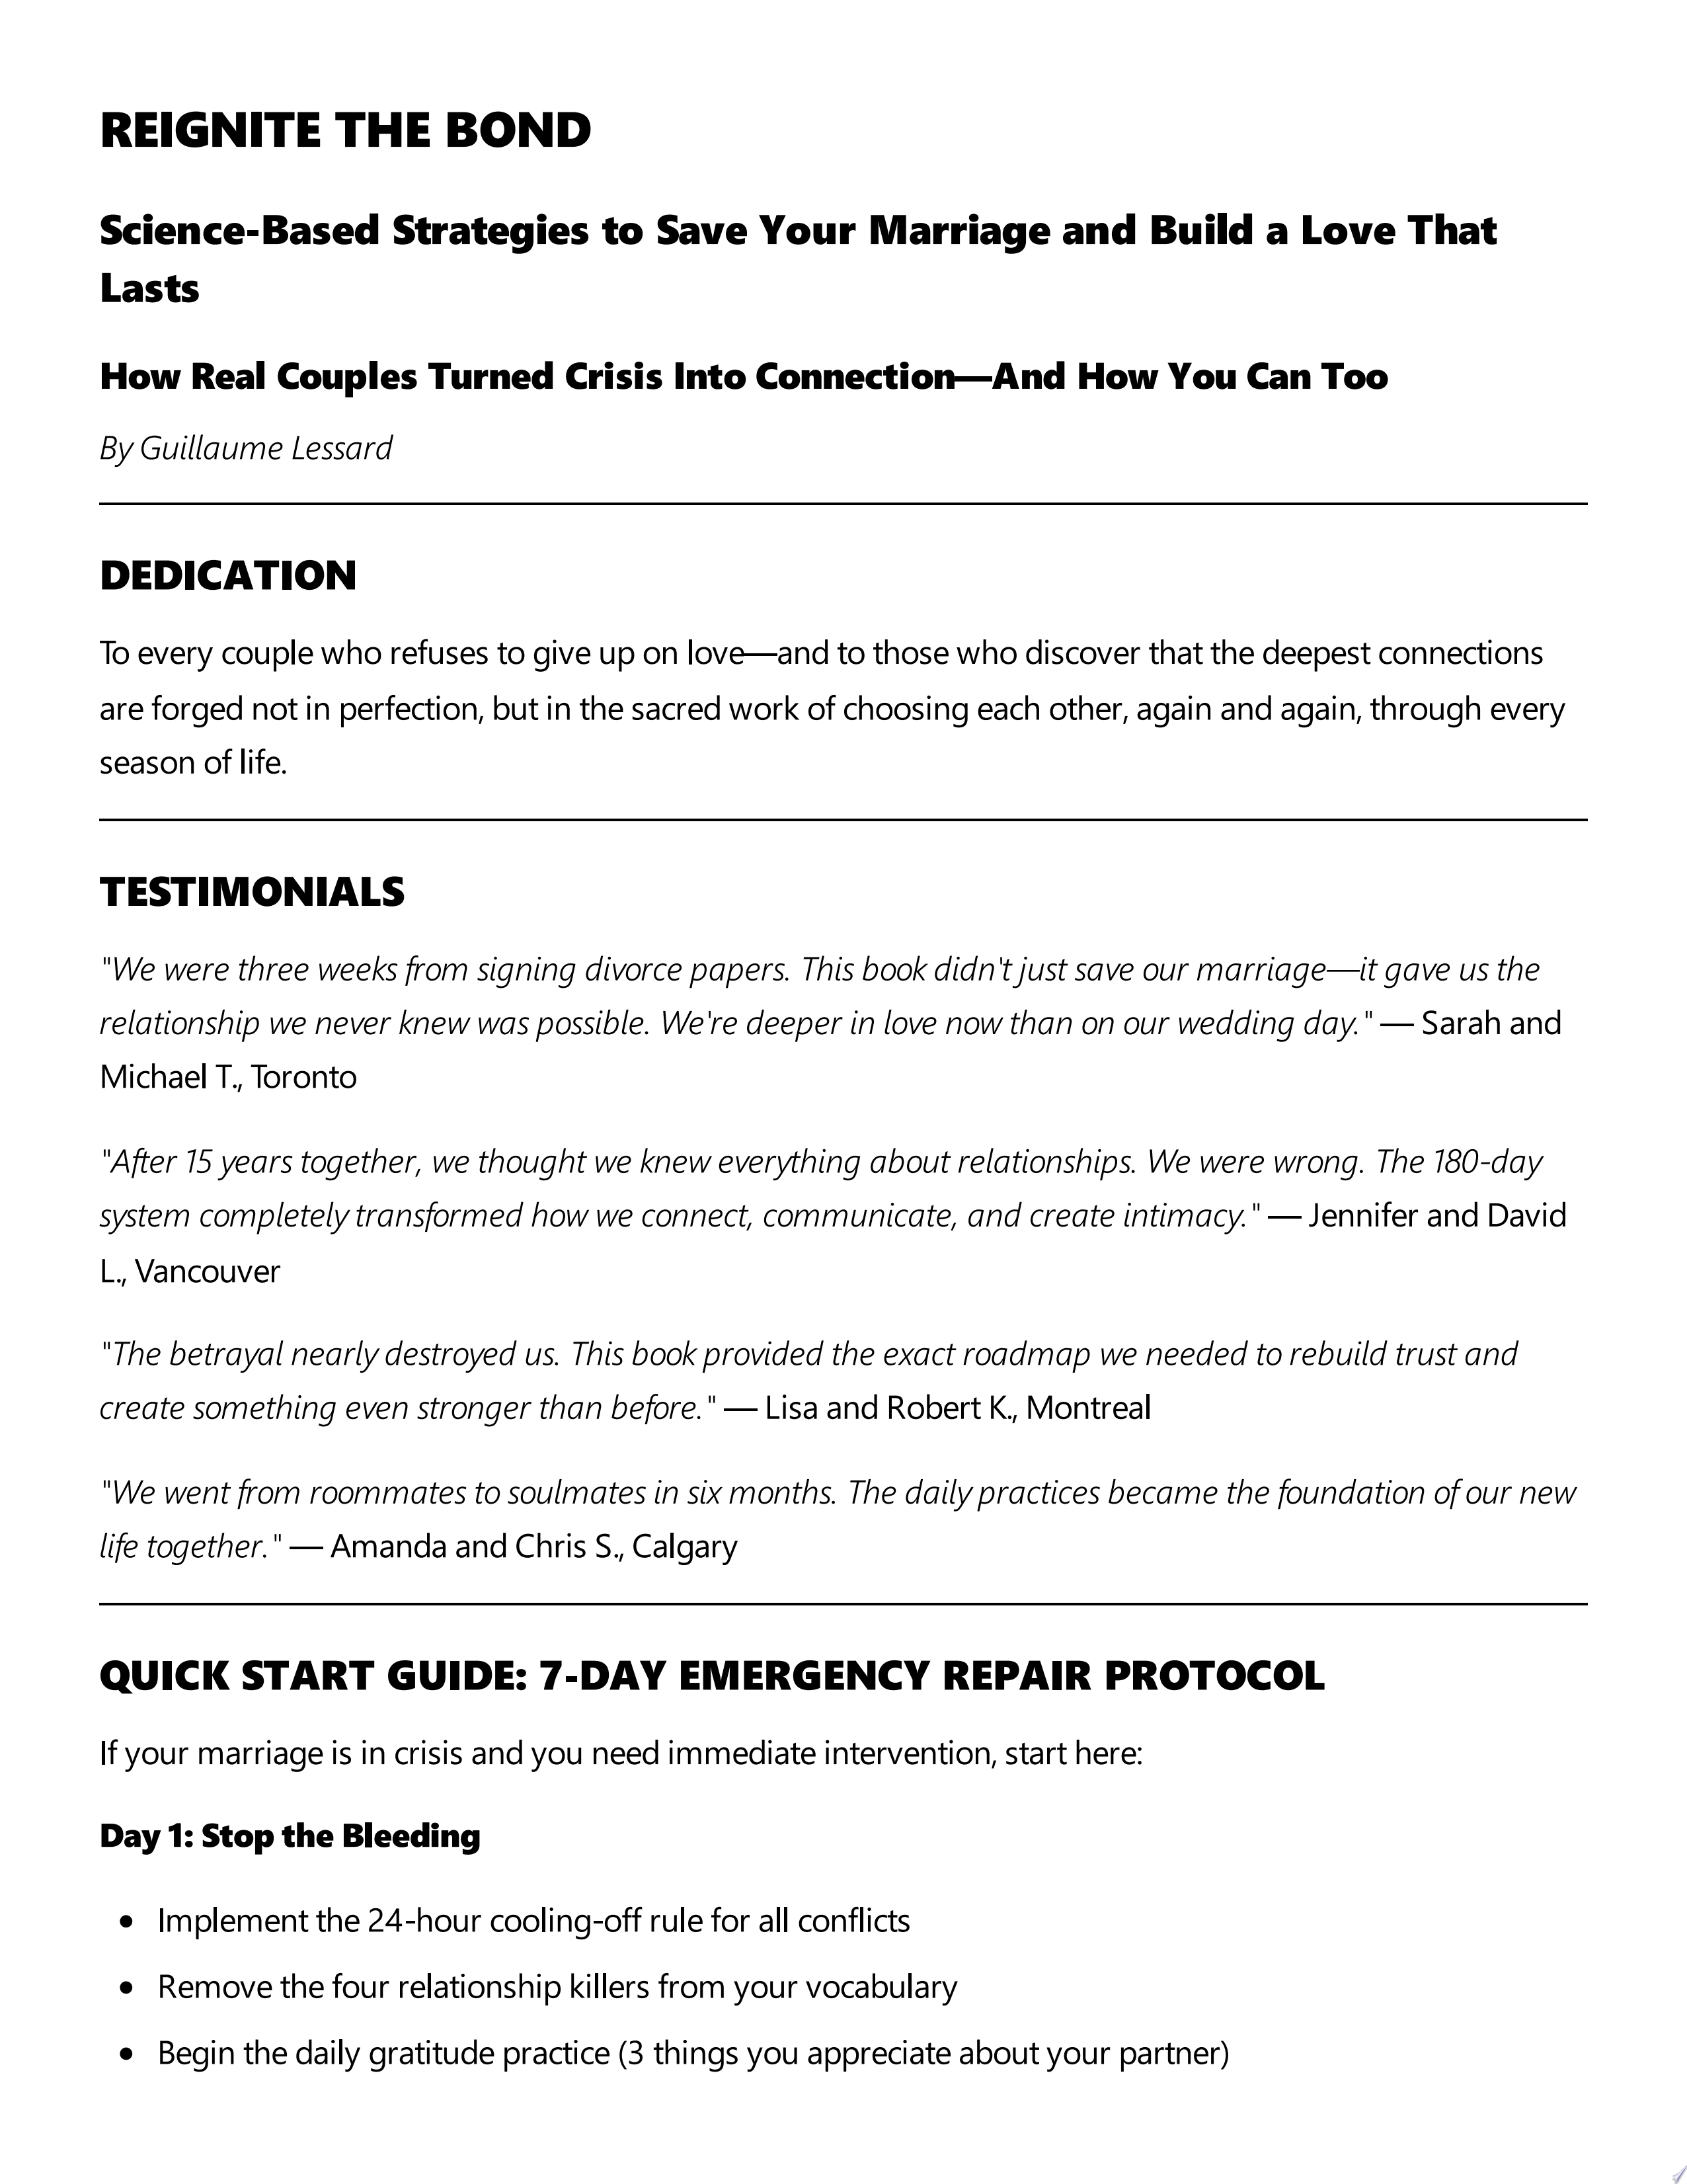 REIGNITE THE BOND
Science-Based Strategies to Save Your Marriage and Build a Love That
Lasts
How Real Couples Turned Crisis Into Connection—And How You Can Too
By Guillaume Lessard
DEDICATION
To every couple who refuses to give up on love—and to those who discover that the deepest connections
are forged not in perfection, but in the sacred work of choosing each other, again and again, through every
season of life.
TESTIMONIALS
"We were three weeks from signing divorce papers. This book didn't just save our marriage—it gave us the
relationship we never knew was possible. We're deeper in love now than on our wedding day." — Sarah and
Michael T., Toronto
"After 15 years together, we thought we knew everything about relationships. We were wrong. The 180-day
system completely transformed how we connect, communicate, and create intimacy." — Jennifer and David
L., Vancouver
"The betrayal nearly destroyed us. This book provided the exact roadmap we needed to rebuild trust and
create something even stronger than before." — Lisa and Robert K., Montreal
"We went from roommates to soulmates in six months. The daily practices became the foundation of our new
life together." — Amanda and Chris S., Calgary
QUICK START GUIDE: 7-DAY EMERGENCY REPAIR PROTOCOL
If your marriage is in crisis and you need immediate intervention, start here:
Day 1: Stop the Bleeding
• Implement the 24-hour cooling-off rule for all conflicts
• Remove the four relationship killers from your vocabulary
• Begin the daily gratitude practice (3 things you appreciate about your partner)